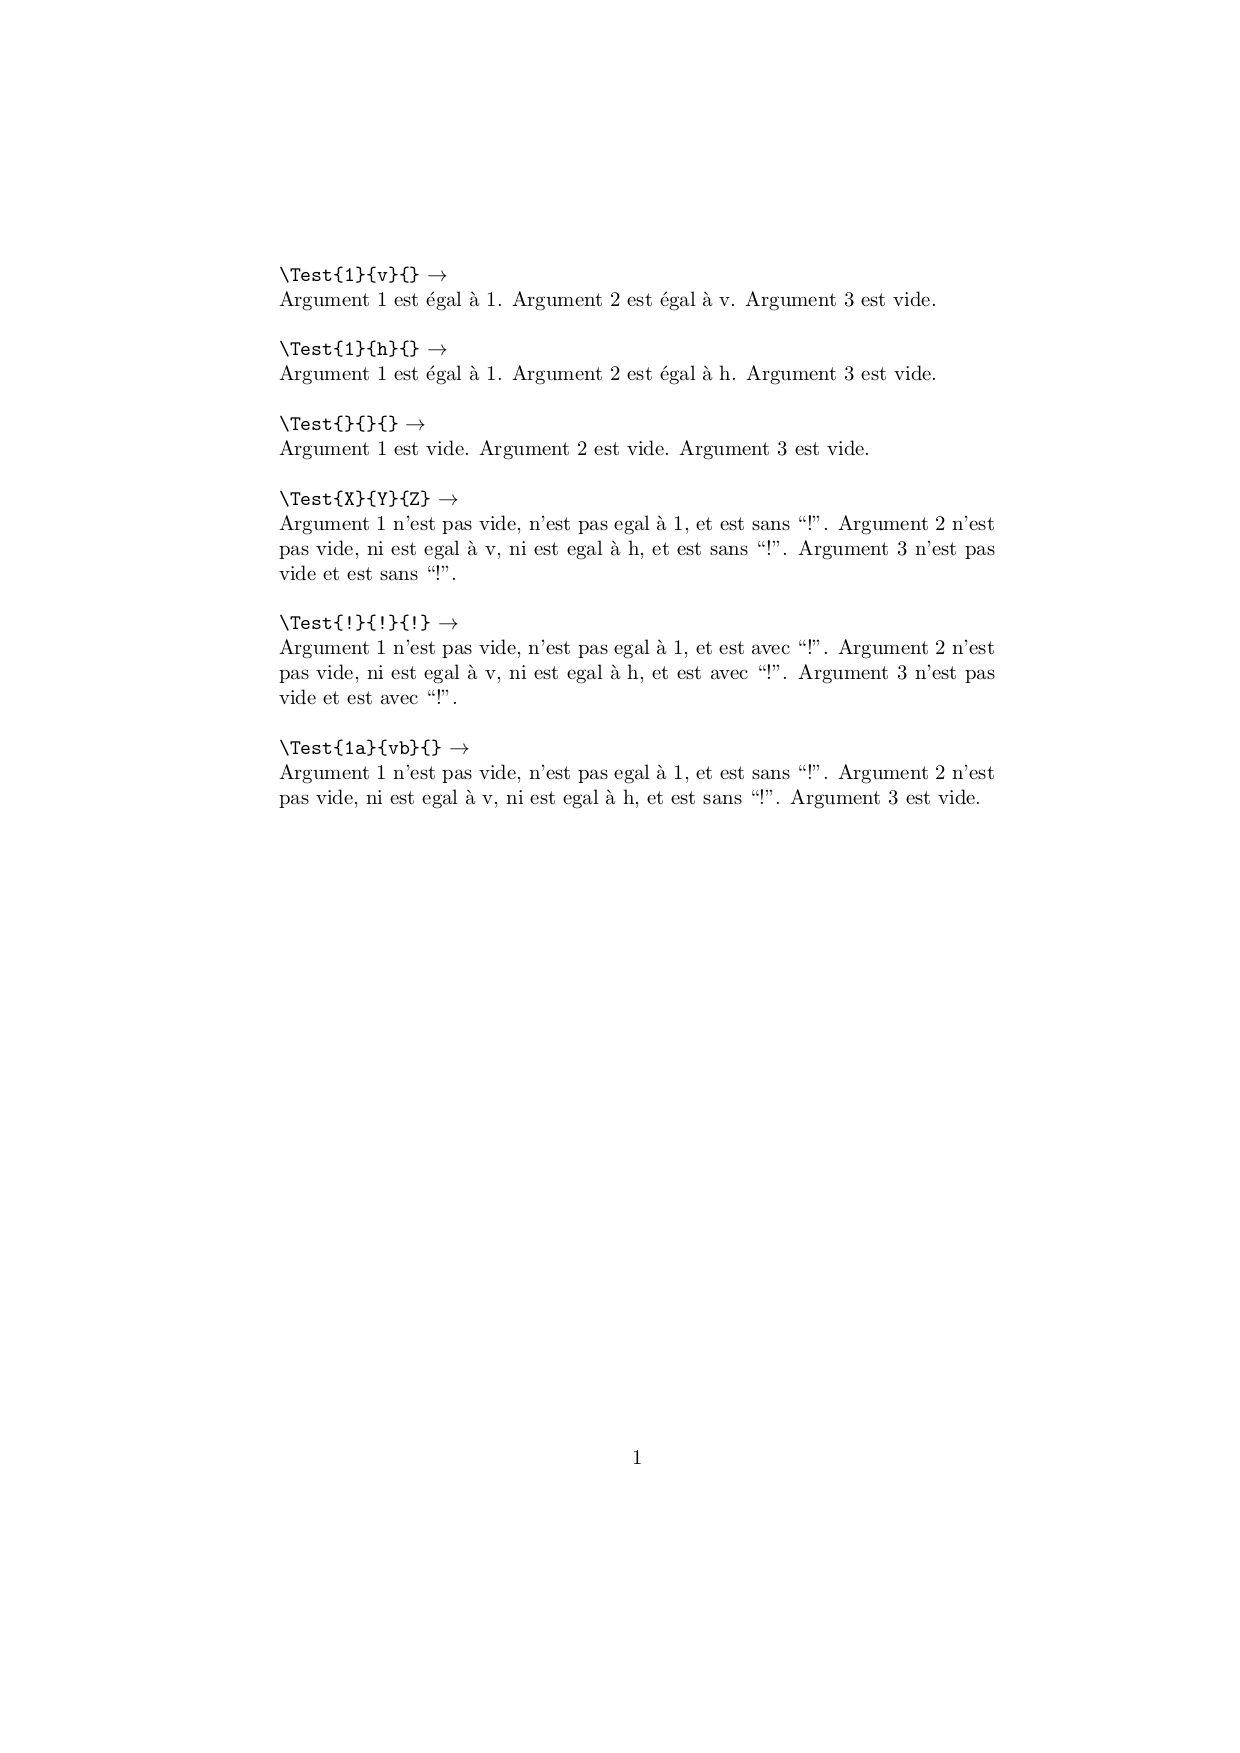 \Test{1}{v}{} →
Argument 1 est égal à 1. Argument 2 est égal à v. Argument 3 est vide.
\Test{1}{h}{} →
Argument 1 est égal à 1. Argument 2 est égal à h. Argument 3 est vide.
\Test{}{}{} →
Argument 1 est vide. Argument 2 est vide. Argument 3 est vide.
\Test{X}{Y}{Z} →
Argument 1 n’est pas vide, n’est pas egal à 1, et est sans “!”. Argument 2 n’est
pas vide, ni est egal à v, ni est egal à h, et est sans “!”. Argument 3 n’est pas
vide et est sans “!”.
\Test{!}{!}{!} →
Argument 1 n’est pas vide, n’est pas egal à 1, et est avec “!”. Argument 2 n’est
pas vide, ni est egal à v, ni est egal à h, et est avec “!”. Argument 3 n’est pas
vide et est avec “!”.
\Test{1a}{vb}{} →
Argument 1 n’est pas vide, n’est pas egal à 1, et est sans “!”. Argument 2 n’est
pas vide, ni est egal à v, ni est egal à h, et est sans “!”. Argument 3 est vide.
1